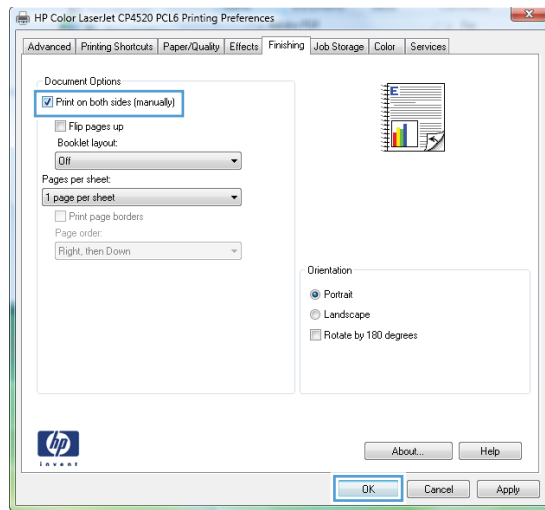 HP Color LaserJet CP4520 PCL6 Printing Preferences
Advanced Printing Shortcuts Paper/Quality Effects Finishing Job Storage Color Services
Document Options
Print on both sides (manually)
Flip pages up
Booklet layout:
Off
Pages per sheet:
1 page per sheet
Print page borders
Page order:
Right, then Down
E
Orientation
Portrait
Landscape
Rotate by 180 degrees
hp
invent
About... Help
OK Cancel Apply